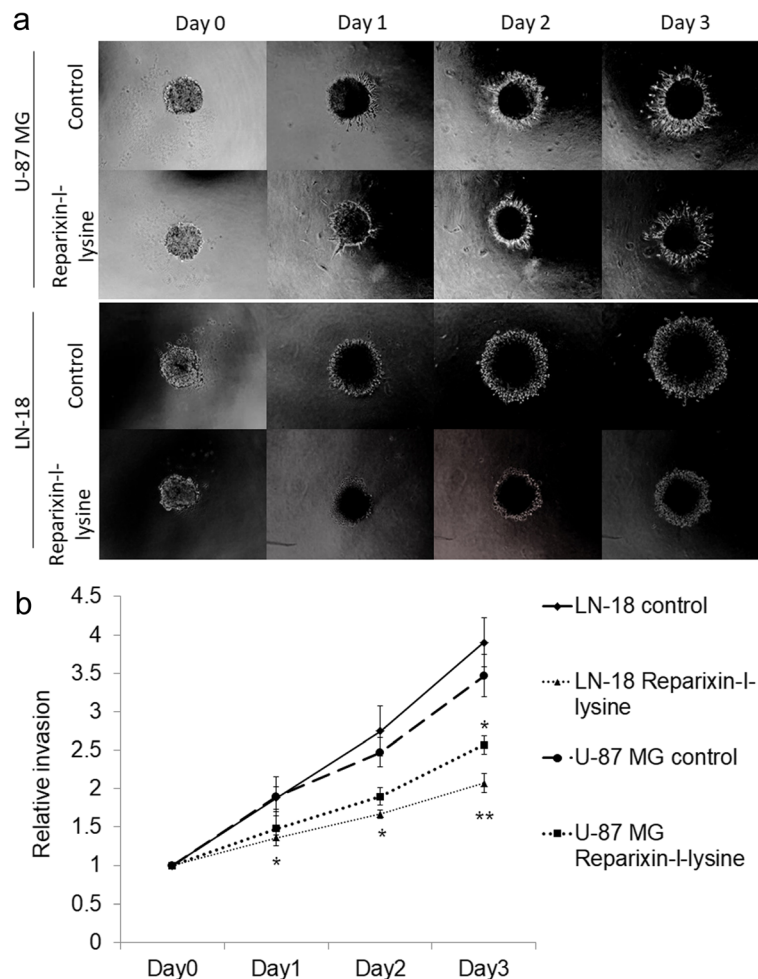 a
Day 0 Day 1 Day 2 Day 3
U-87 MG
Control
Reparixin-l-
lysine
LN-18
Control
Reparixin-l-
lysine
b
Relative invasion
4.5
4
3.5
3
2.5
2
1.5
1
0.5
0
* * * **
Day0 Day1 Day2 Day3
LN-18 control
LN-18 Reparixin-l-
lysine
U-87 MG control
U-87 MG
Reparixin-l-lysine